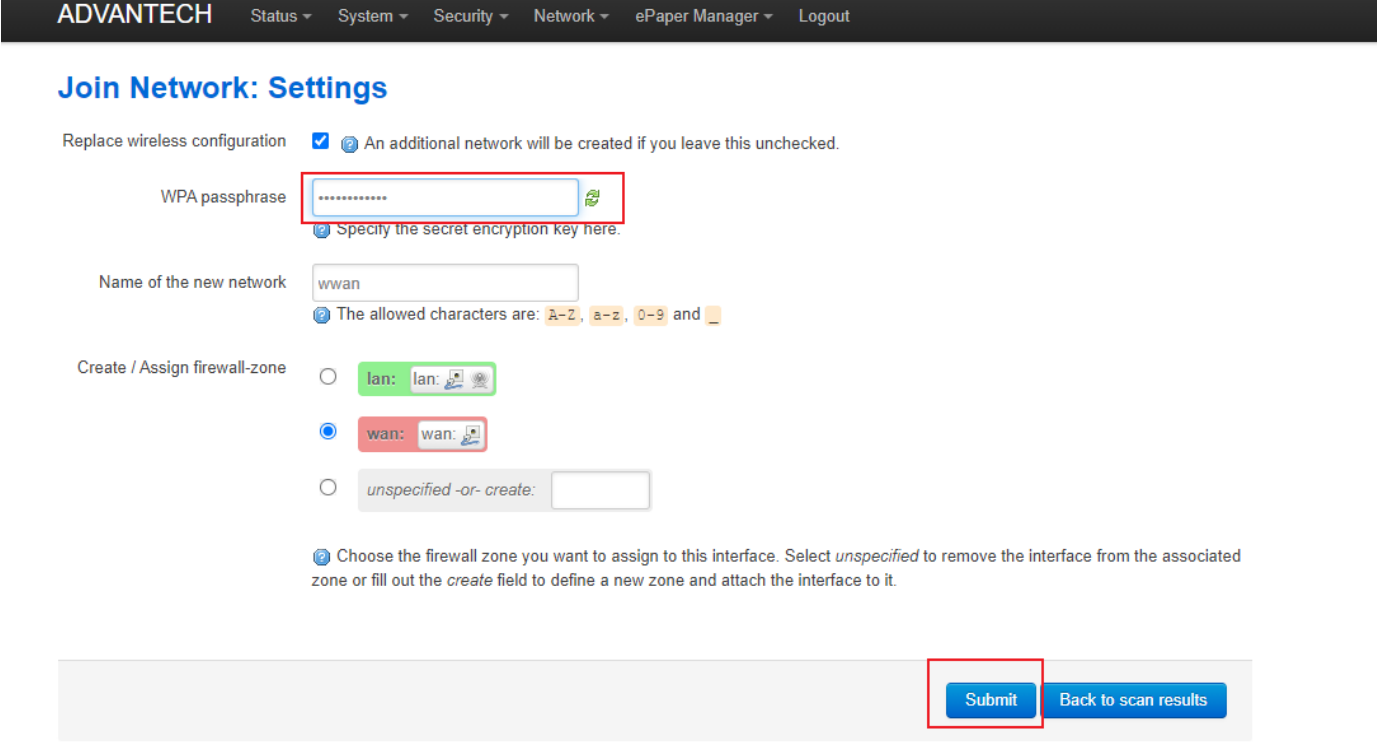 ADVANTECH Status System Security Network ePaper Manager Logout
Join Network: Settings
Replace wireless configuration An additional network will be created if you leave this unchecked.
WPA passphrase ••••••••••••
Specify the secret encryption key here.
Name of the new network wwan
The allowed characters are: A-Z, a-z, 0-9 and _
Create / Assign firewall-zone lan: lan:
wan: wan:
unspecified -or- create:
Choose the firewall zone you want to assign to this interface. Select unspecified to remove the interface from the associated
zone or fill out the create field to define a new zone and attach the interface to it.
Submit Back to scan results